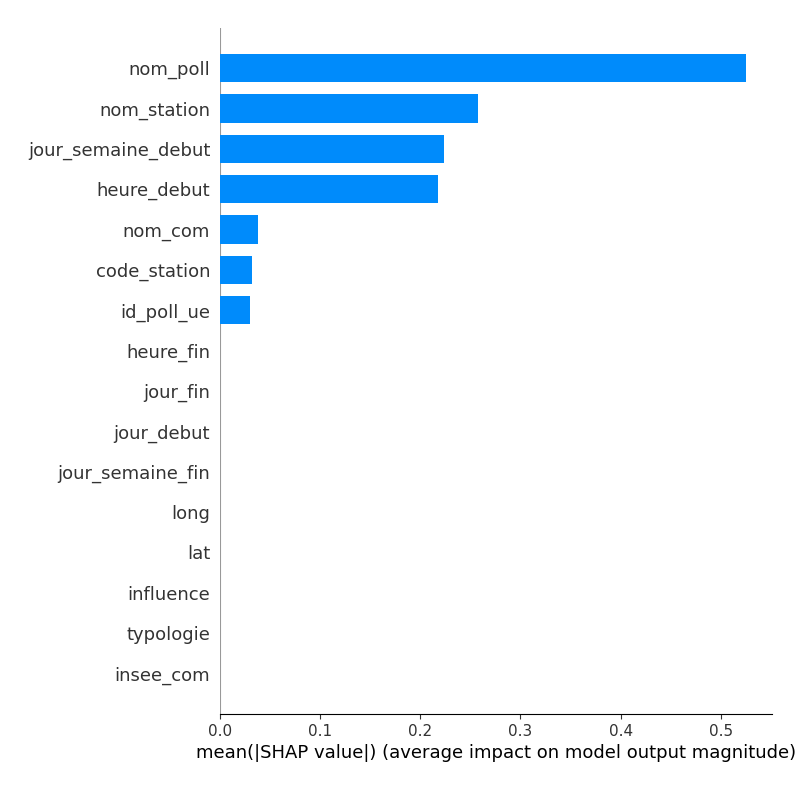 nom_poll
nom_station
jour_semaine_debut
heure_debut
nom_com
code_station
id_poll_ue
heure_fin
jour_fin
jour_debut
jour_semaine_fin
long
lat
influence
typologie
insee_com
0.0 0.1 0.2 0.3 0.4 0.5
mean(|SHAP value|) (average impact on model output magnitude)